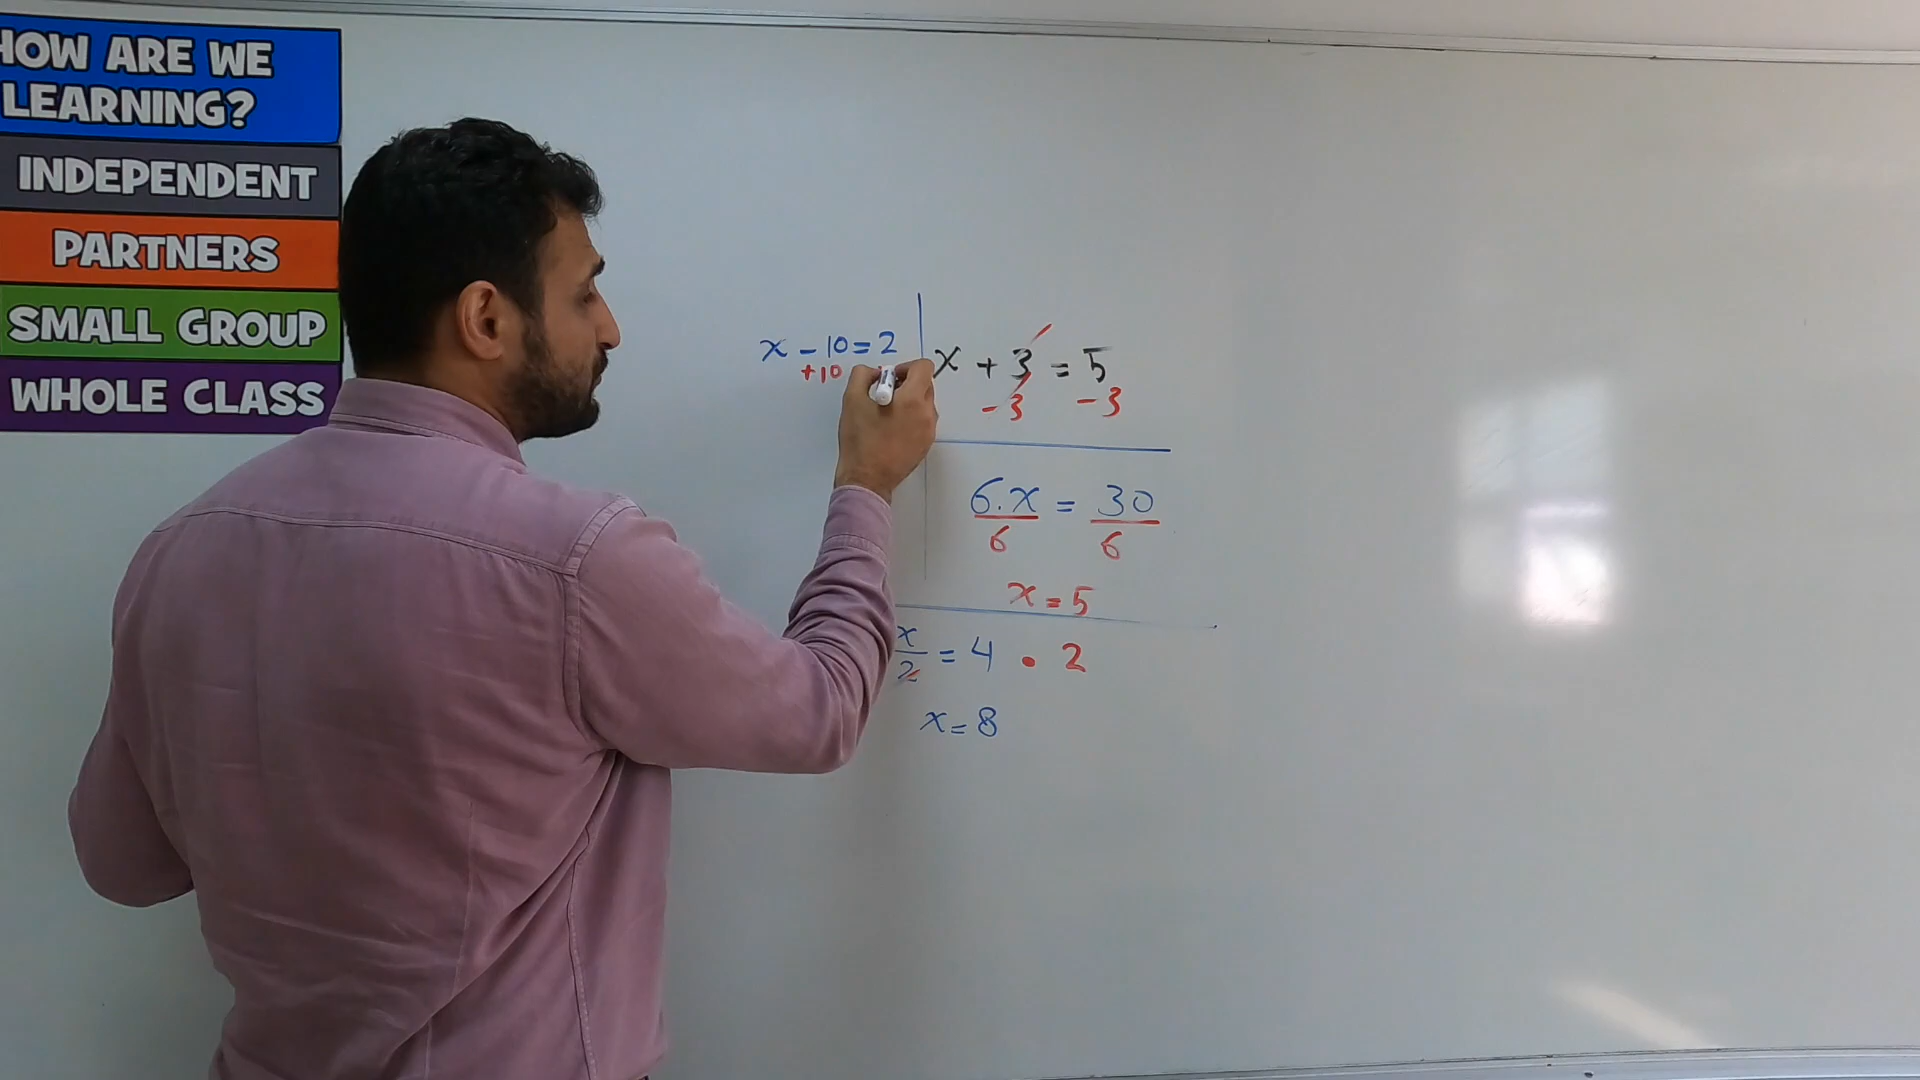 HOW ARE WE
LEARNING?
INDEPENDENT
PARTNERS
SMALL GROUP
WHOLE CLASS
x - 10 = 2
+10
x + 3 = 5
-3 -3
6.x = 30
6 6
x = 5
x/2 = 4 • 2
x = 8